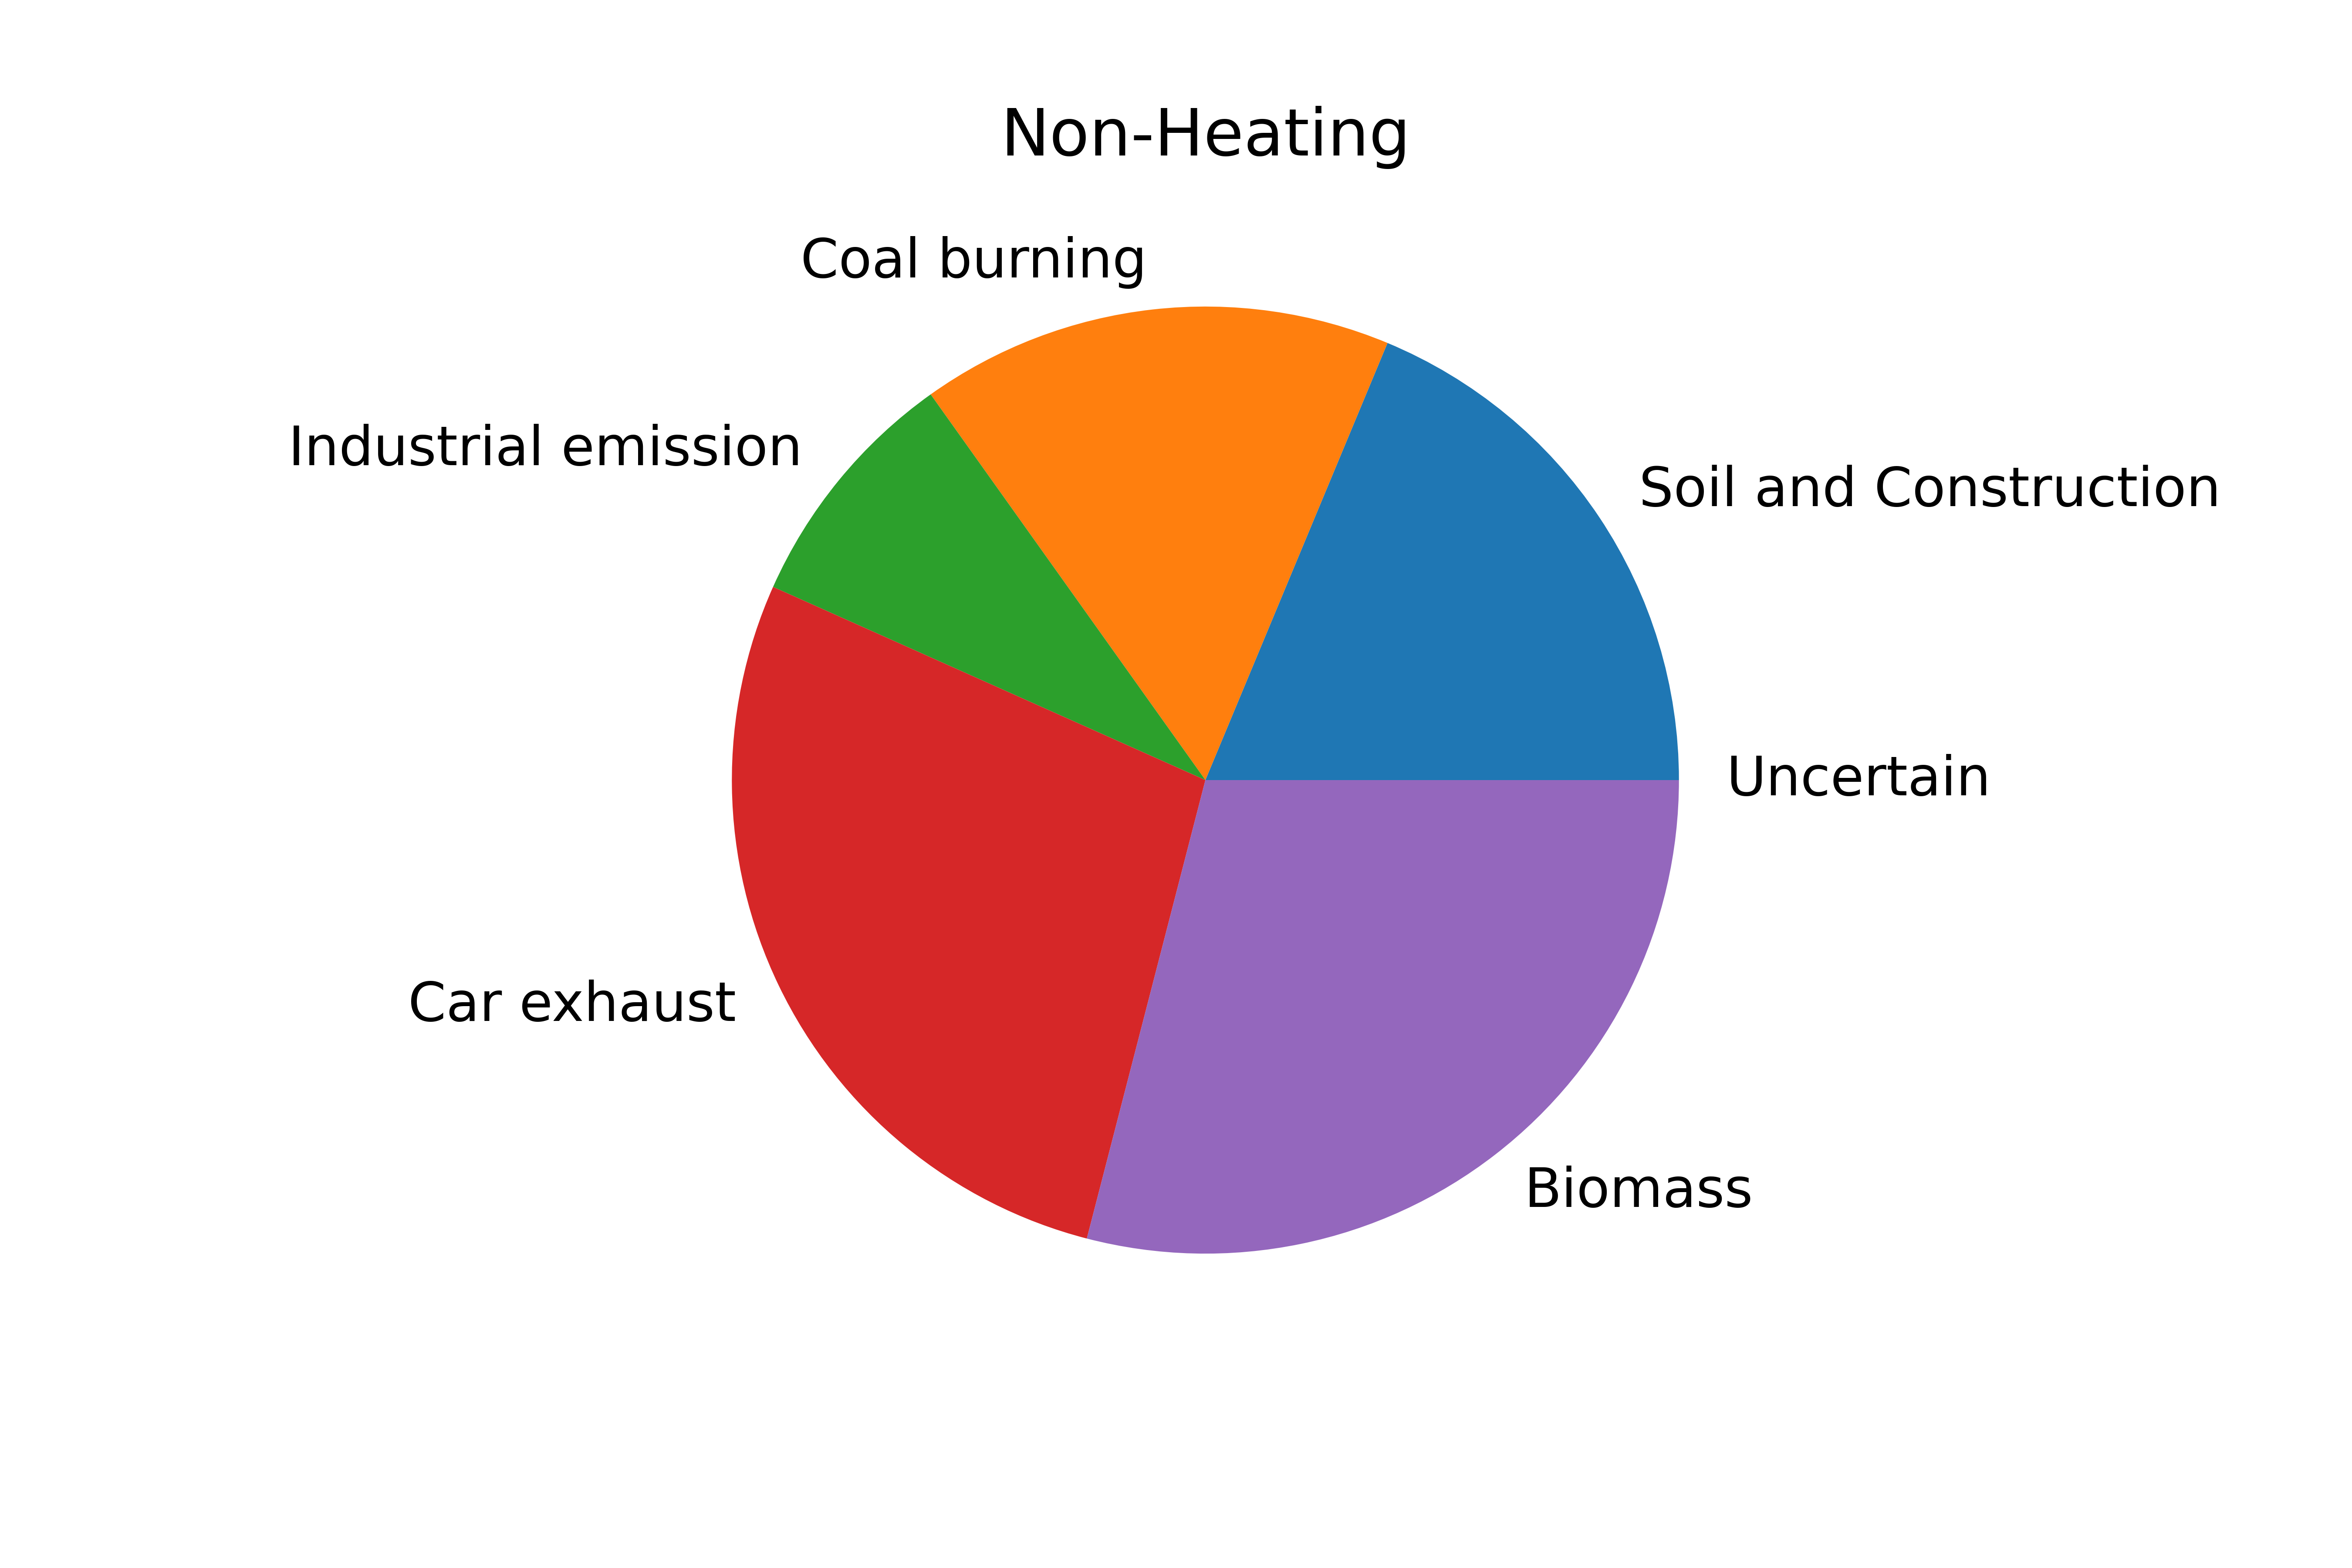 Non-Heating
Coal burning
Industrial emission
Soil and Construction
Uncertain
Car exhaust
Biomass